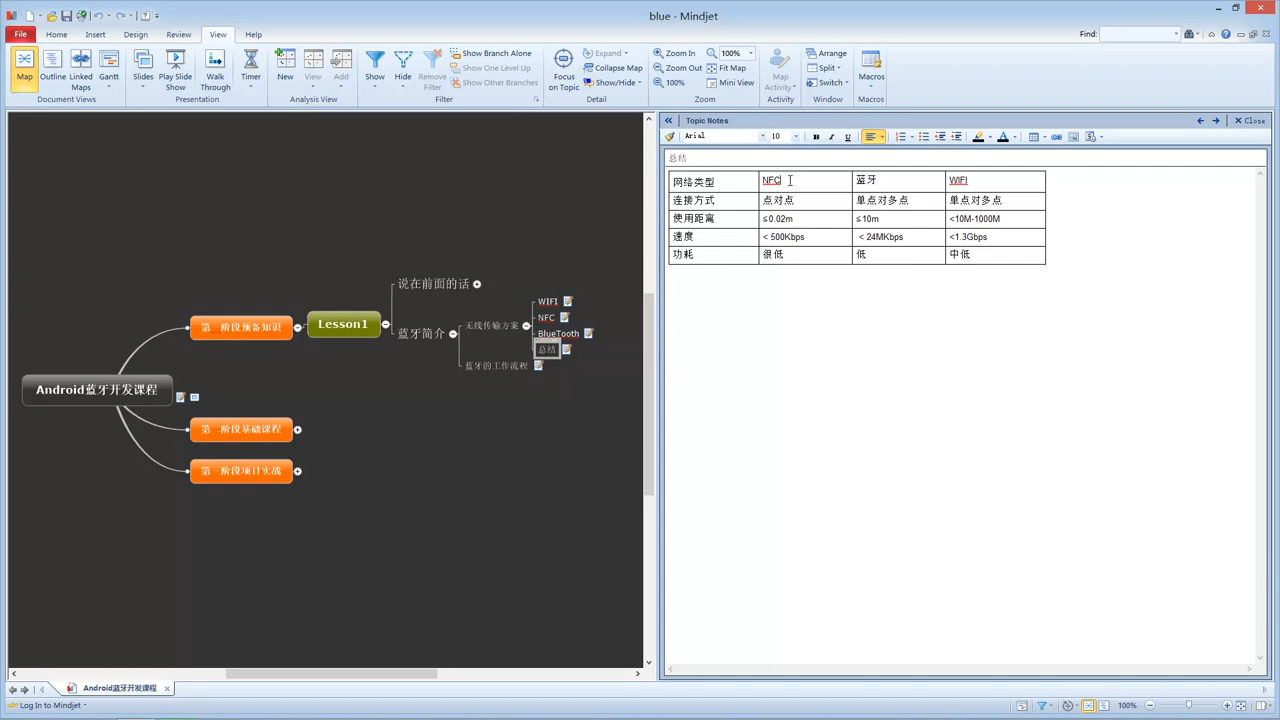 blue - Mindjet
File Home Insert Design Review View Help Find:
Map Outline Linked Maps Gantt
Document Views
Slides Play Slide Show Walk Through Timer
Presentation
New View Add
Analysis View
Show Hide Remove Filter
Show Branch Alone
Show One Level Up
Show Other Branches
Filter
Focus on Topic
Expand
Collapse Map
Show/Hide
Detail
Zoom In 100%
Zoom Out Fit Map
100% Mini View
Zoom
Map Activity
Activity
Arrange
Split
Switch
Window
Macros
Macros
Topic Notes Close
Arial 10 B I U
总结
网络类型 NFC 蓝牙 WIFI
连接方式 点对点 单点对多点 单点对多点
使用距离 ≤0.02m ≤10m <10M-1000M
速度 < 500Kbps < 24MKbps <1.3Gbps
功耗 很低 低 中低
说在前面的话
WIFI
NFC
BlueTooth
总结
无线传输方案
蓝牙简介
蓝牙的工作流程
Lesson1
第一阶段预备知识
Android蓝牙开发课程
第二阶段基础课程
阶段项目实战
Android蓝牙开发课程
Log In to Mindjet 100%